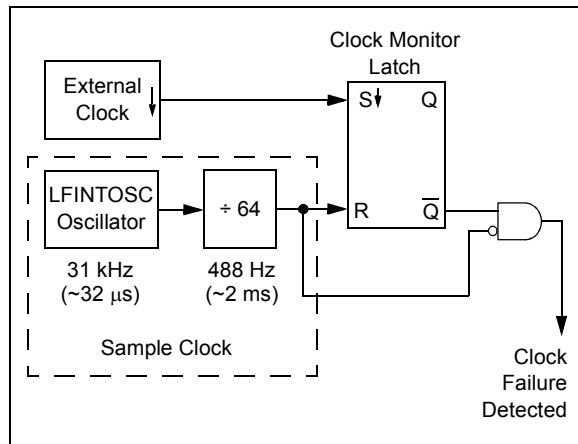 Clock Monitor
Latch
External
Clock
S
Q
LFINTOSC
Oscillator
÷ 64
R
Q̅
31 kHz
(~32 μs)
488 Hz
(~2 ms)
Sample Clock
Clock
Failure
Detected